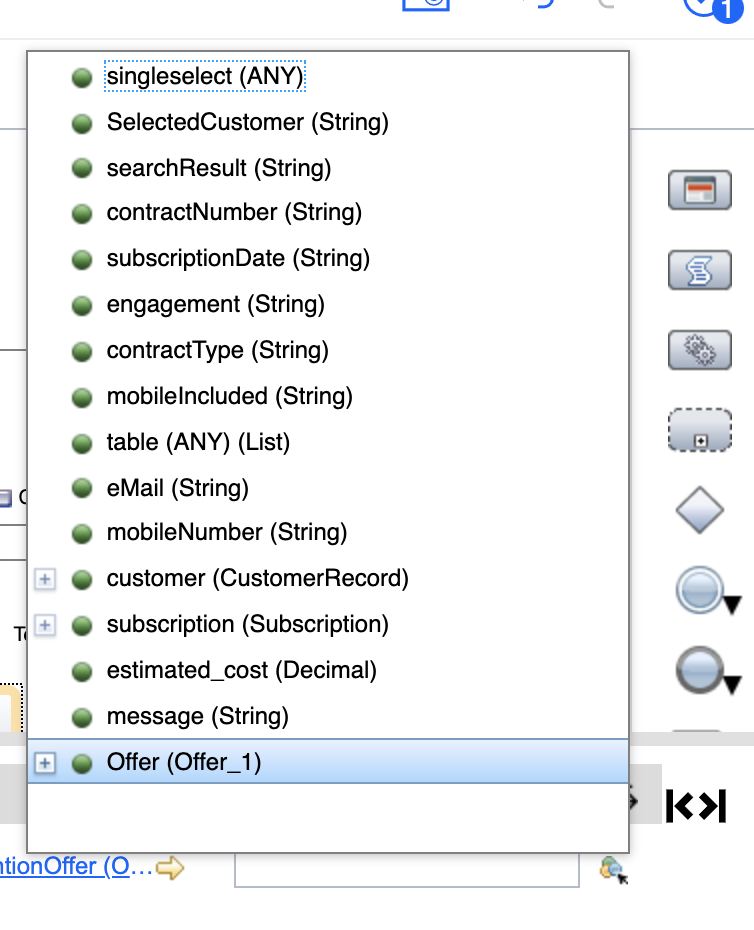 1
singleselect (ANY)
SelectedCustomer (String)
searchResult (String)
contractNumber (String)
subscriptionDate (String)
engagement (String)
contractType (String)
mobileIncluded (String)
table (ANY) (List)
eMail (String)
mobileNumber (String)
customer (CustomerRecord)
subscription (Subscription)
estimated_cost (Decimal)
message (String)
Offer (Offer_1)
ntionOffer (O...